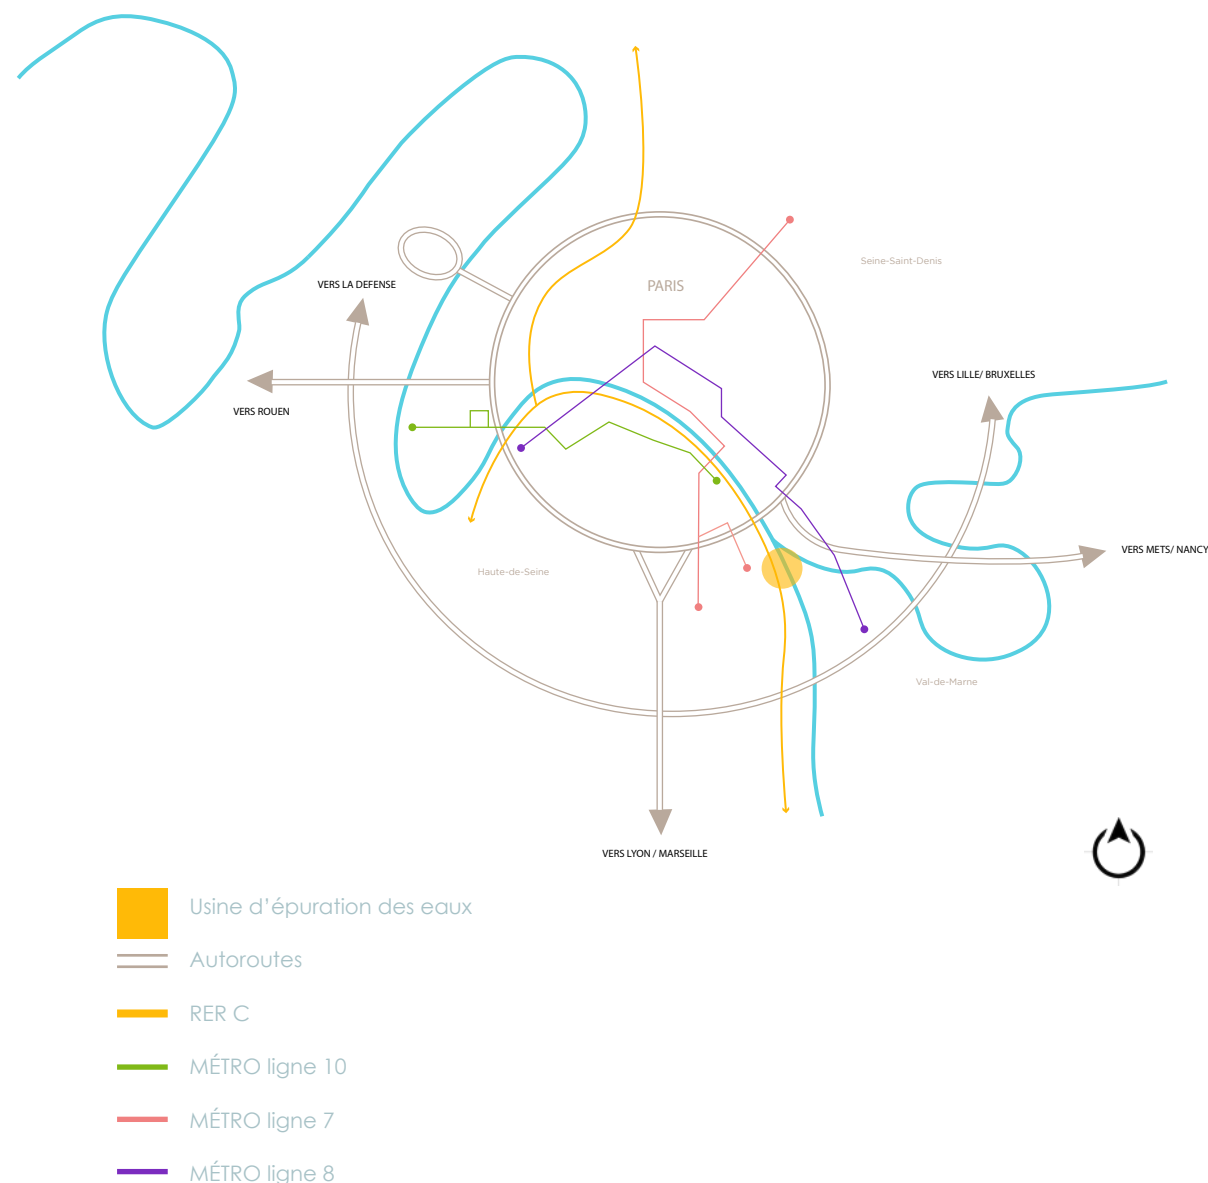 PARIS
Seine-Saint-Denis
VERS LA DEFENSE
VERS LILLE/ BRUXELLES
VERS ROUEN
VERS METS/ NANCY
Haute-de-Seine
Val-de-Marne
VERS LYON / MARSEILLE
Usine d’épuration des eaux
Autoroutes
RER C
MÉTRO ligne 10
MÉTRO ligne 7
MÉTRO ligne 8